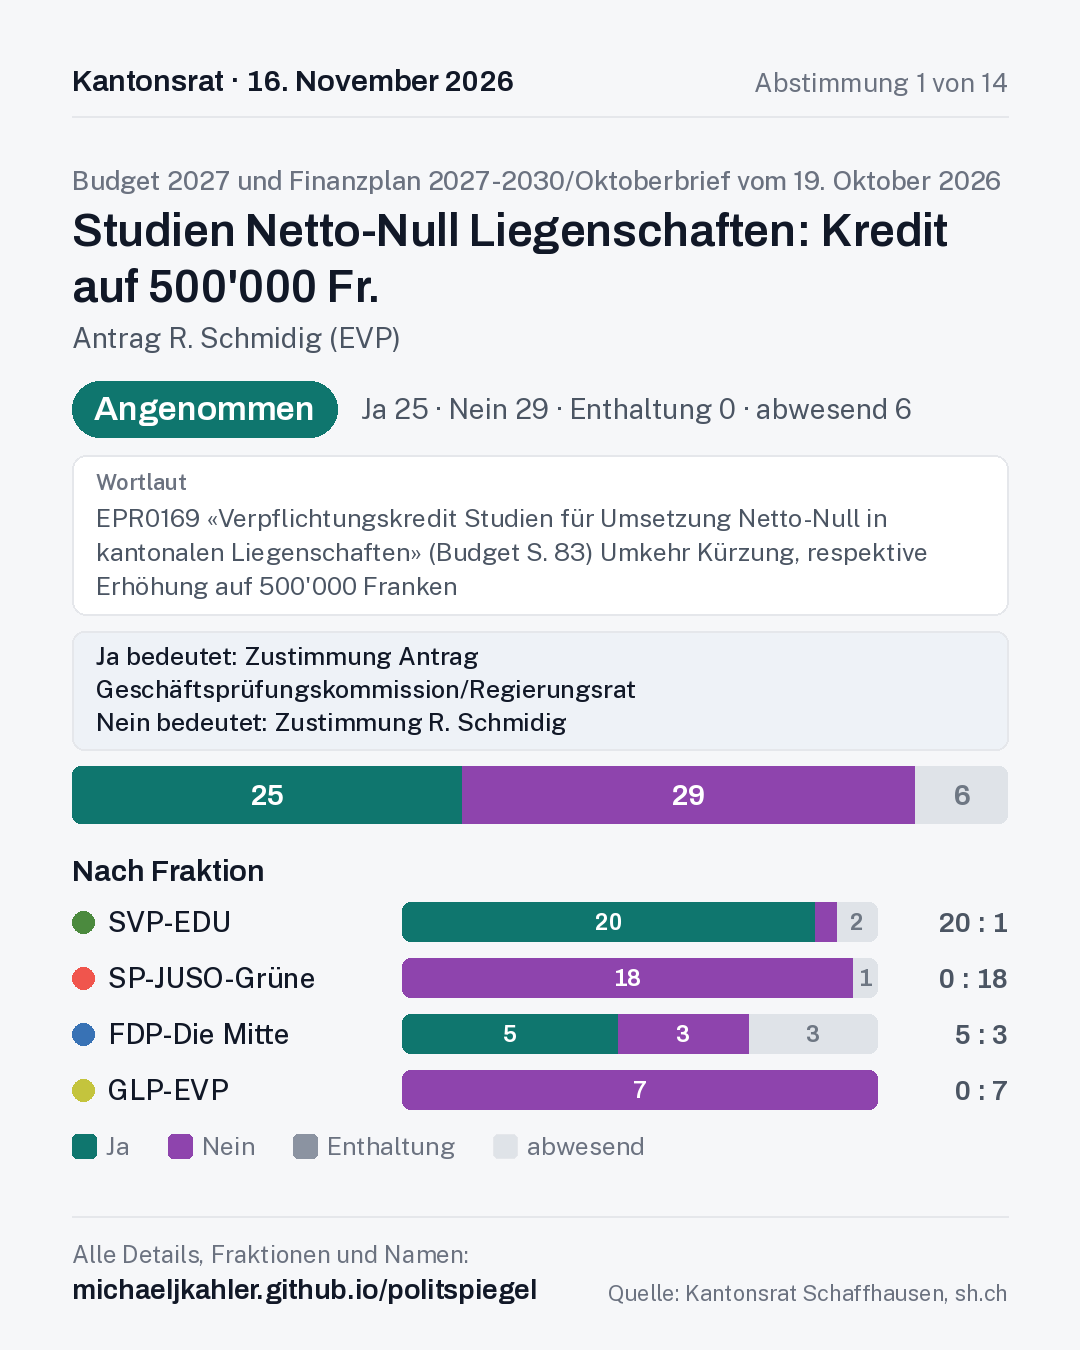 Kantonsrat · 16. November 2026
Abstimmung 1 von 14
Budget 2027 und Finanzplan 2027-2030/Oktoberbrief vom 19. Oktober 2026
Studien Netto-Null Liegenschaften: Kredit
auf 500'000 Fr.
Antrag R. Schmidig (EVP)
Angenommen
Ja 25 · Nein 29 · Enthaltung 0 · abwesend 6
Wortlaut
EPR0169 «Verpflichtungskredit Studien für Umsetzung Netto-Null in
kantonalen Liegenschaften» (Budget S. 83) Umkehr Kürzung, respektive
Erhöhung auf 500'000 Franken
Ja bedeutet: Zustimmung Antrag
Geschäftsprüfungskommission/Regierungsrat
Nein bedeutet: Zustimmung R. Schmidig
25 29 6
Nach Fraktion
SVP-EDU 20 2 20 : 1
SP-JUSO-Grüne 18 1 0 : 18
FDP-Die Mitte 5 3 3 5 : 3
GLP-EVP 7 0 : 7
Ja Nein Enthaltung abwesend
Alle Details, Fraktionen und Namen:
michaeljkahler.github.io/politspiegel
Quelle: Kantonsrat Schaffhausen, sh.ch